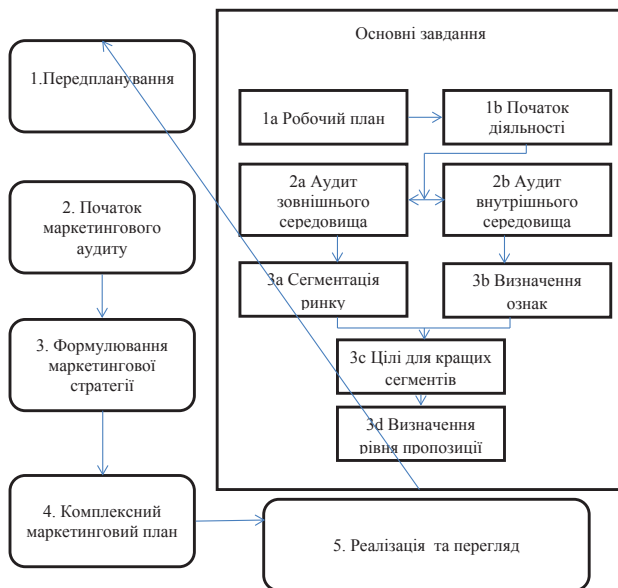 1.Передпланування
2. Початок
маркетингового
аудиту
3. Формулювання
маркетингової
стратегії
4. Комплексний
маркетинговий план
5. Реалізація та перегляд
Основні завдання
1a Робочий план
1b Початок
діяльності
2a Аудит
зовнішнього
середовища
2b Аудит
внутрішнього
середовища
3a Сегментація
ринку
3b Визначення
ознак
3c Цілі для кращих
сегментів
3d Визначення
рівня пропозиції